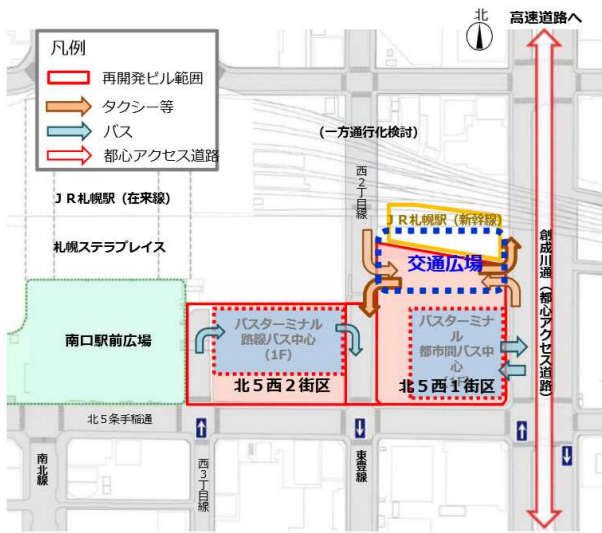 北
高速道路へ
凡例
再開発ビル範囲
タクシー等
バス
都心アクセス道路
(一方通行化検討)
西2丁目線
JR札幌駅(在来線)
JR札幌駅(新幹線)
札幌ステラプレイス
交通広場
創成川通(都心アクセス道路)
南口駅前広場
バスターミナル
路線バス中心
(1F)
バスターミナ
ル
都市間バス中
心
北5西2街区
北5西1街区
北5条手稲通
南北線
西3丁目線
東豊線